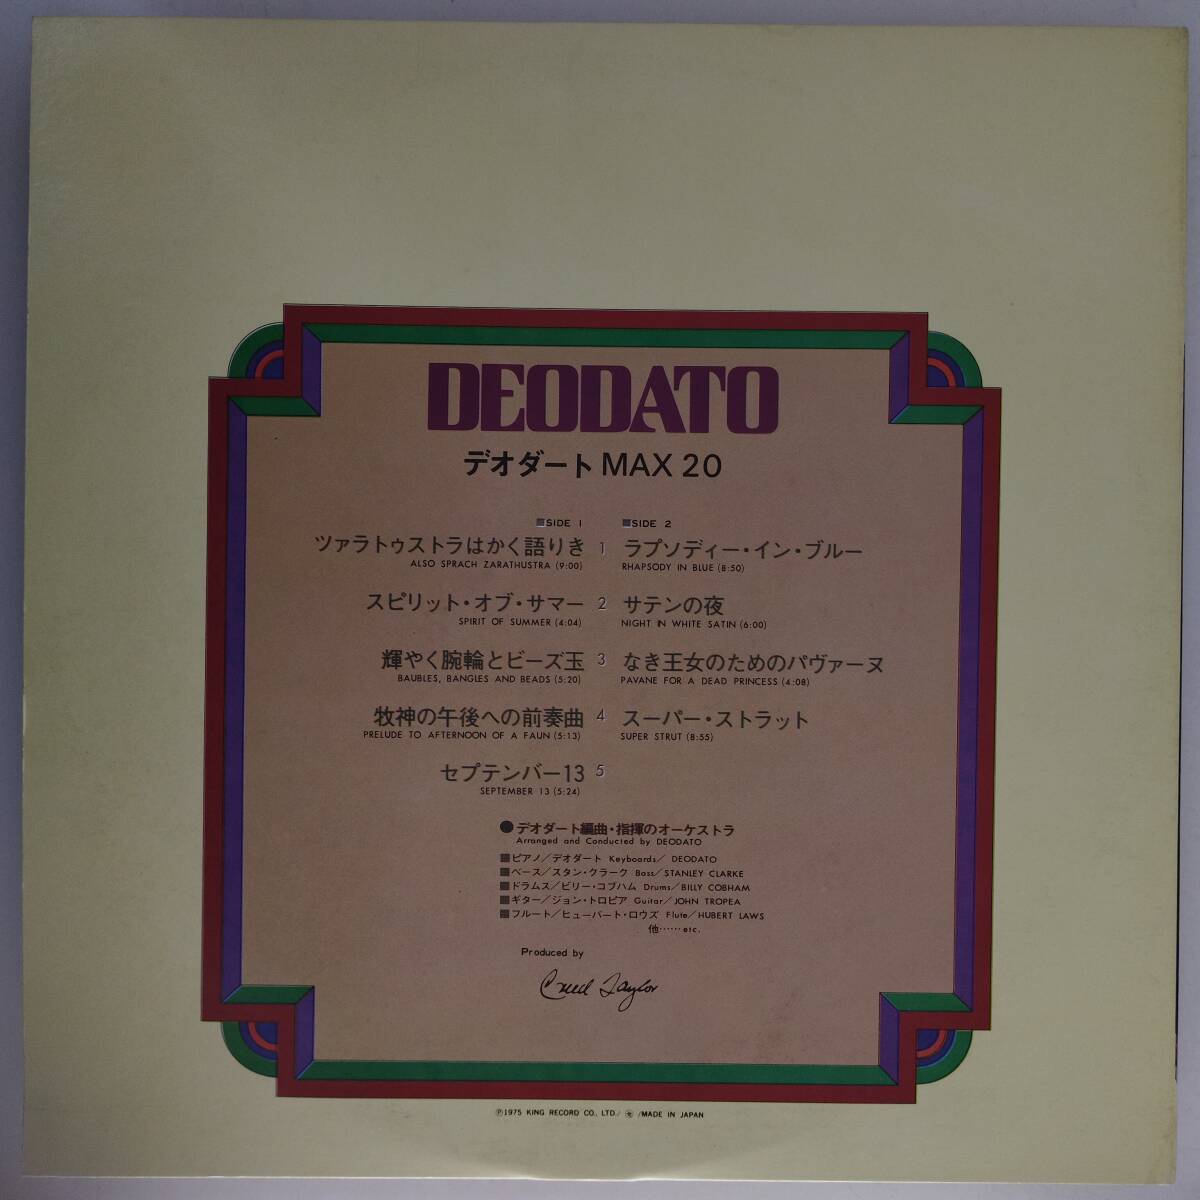 DEODATO
デオダート MAX 20
SIDE 1
ツァラトゥストラはかく語りき 1
ALSO SPRACH ZARATHUSTRA (9:00)
スピリット・オブ・サマー 2
SPIRIT OF SUMMER (4:04)
輝やく腕輪とビーズ玉 3
BAUBLES, BANGLES AND BEADS (5:20)
牧神の午後への前奏曲 4
PRELUDE TO AFTERNOON OF A FAUN (5:13)
セプテンバー13 5
SEPTEMBER 13 (5:24)
SIDE 2
ラプソディー・イン・ブルー
RHAPSODY IN BLUE (8:50)
サテンの夜
NIGHT IN WHITE SATIN (6:00)
なき王女のためのパヴァーヌ
PAVANE FOR A DEAD PRINCESS (4:08)
スーパー・ストラット
SUPER STRUT (8:55)
●デオダート編曲・指揮のオーケストラ
Arranged and Conducted by DEODATO
■ピアノ/デオダート Keyboards/ DEODATO
■ベース/スタン・クラーク Bass/STANLEY CLARKE
■ドラムス/ビリー・コブハム Drums/BILLY COBHAM
■ギター/ジョン・トロピア Guitar/JOHN TROPEA
■フルート/ヒューバート・ロウズ Flute/HUBERT LAWS
他……etc.
Produced by
Creed Taylor
℗1975 KING RECORD CO., LTD./ /MADE IN JAPAN